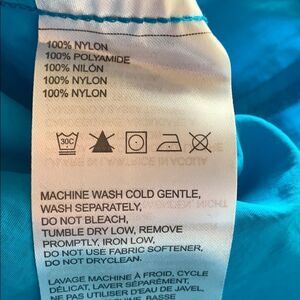 100% NYLON
100% POLYAMIDE
100% NILÓN
100% NYLON
100% NYLON
30C
MACHINE WASH COLD GENTLE,
WASH SEPARATELY,
DO NOT BLEACH,
TUMBLE DRY LOW, REMOVE
PROMPTLY, IRON LOW,
DO NOT USE FABRIC SOFTENER,
DO NOT DRYCLEAN.
LAVAGE MACHINE À FROID, CYCLE
DÉLICAT, LAVER SÉPARÉMENT,
NE PAS UTILISER D'EAU DE JAVEL,
BASSE